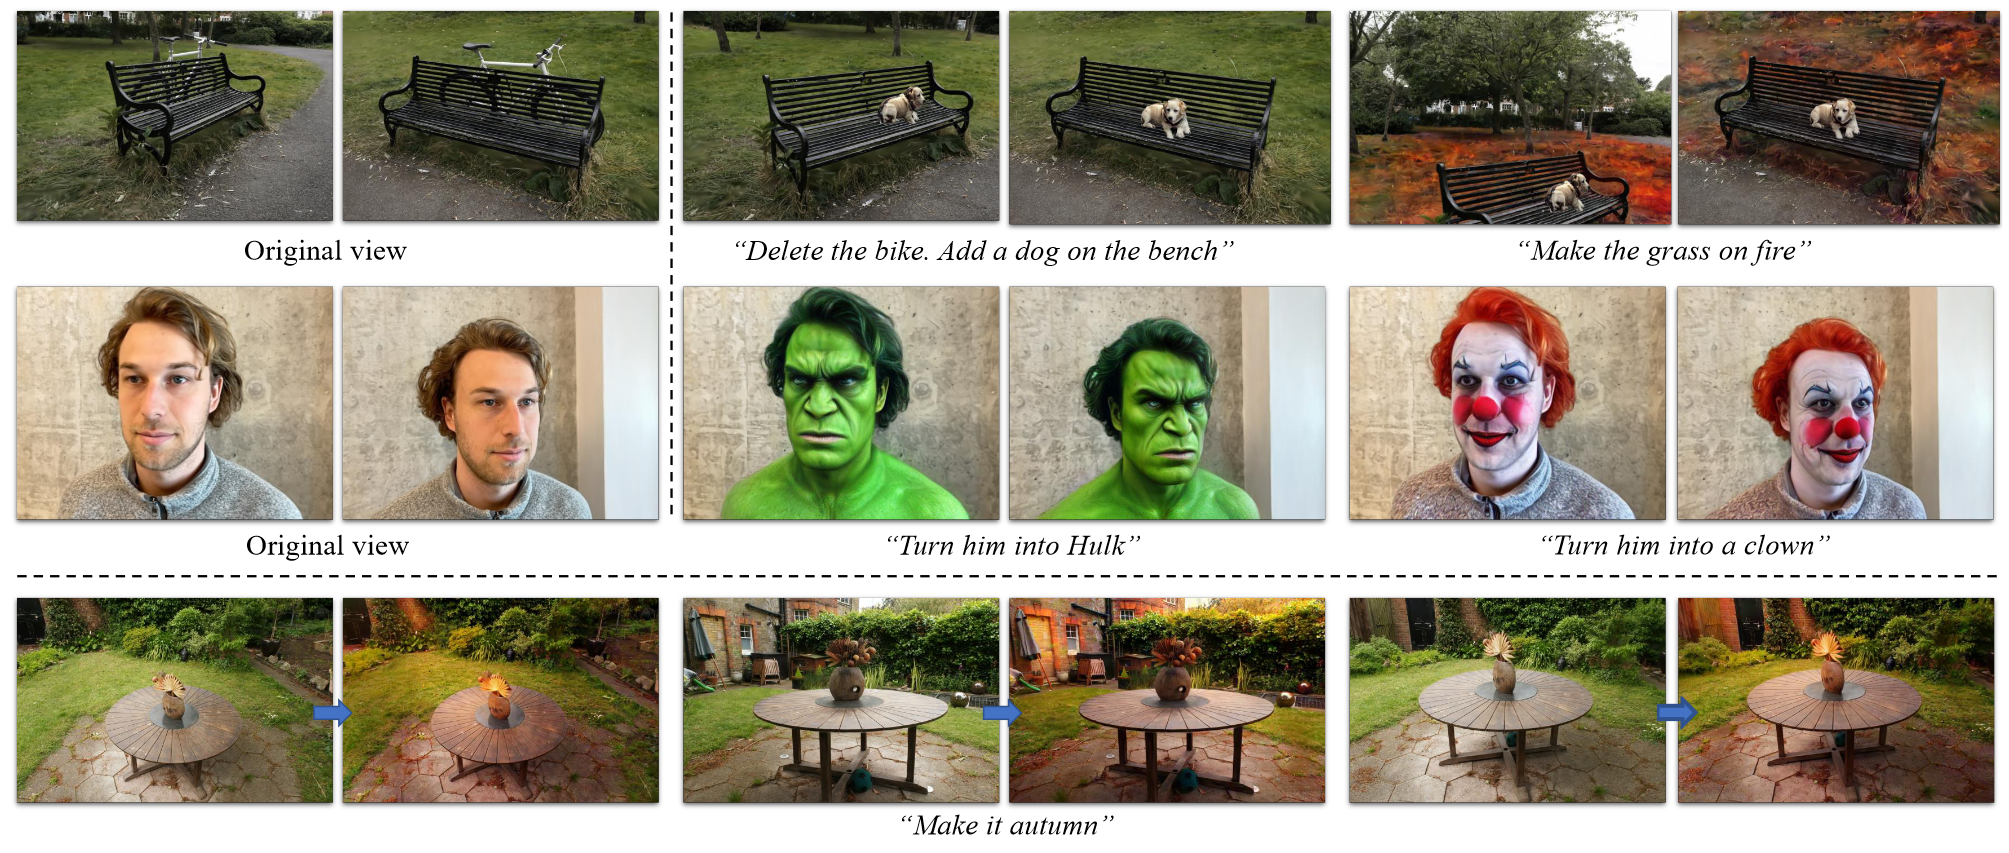 Original view
“Delete the bike. Add a dog on the bench”
“Make the grass on fire”
Original view
“Turn him into Hulk”
“Turn him into a clown”
“Make it autumn”